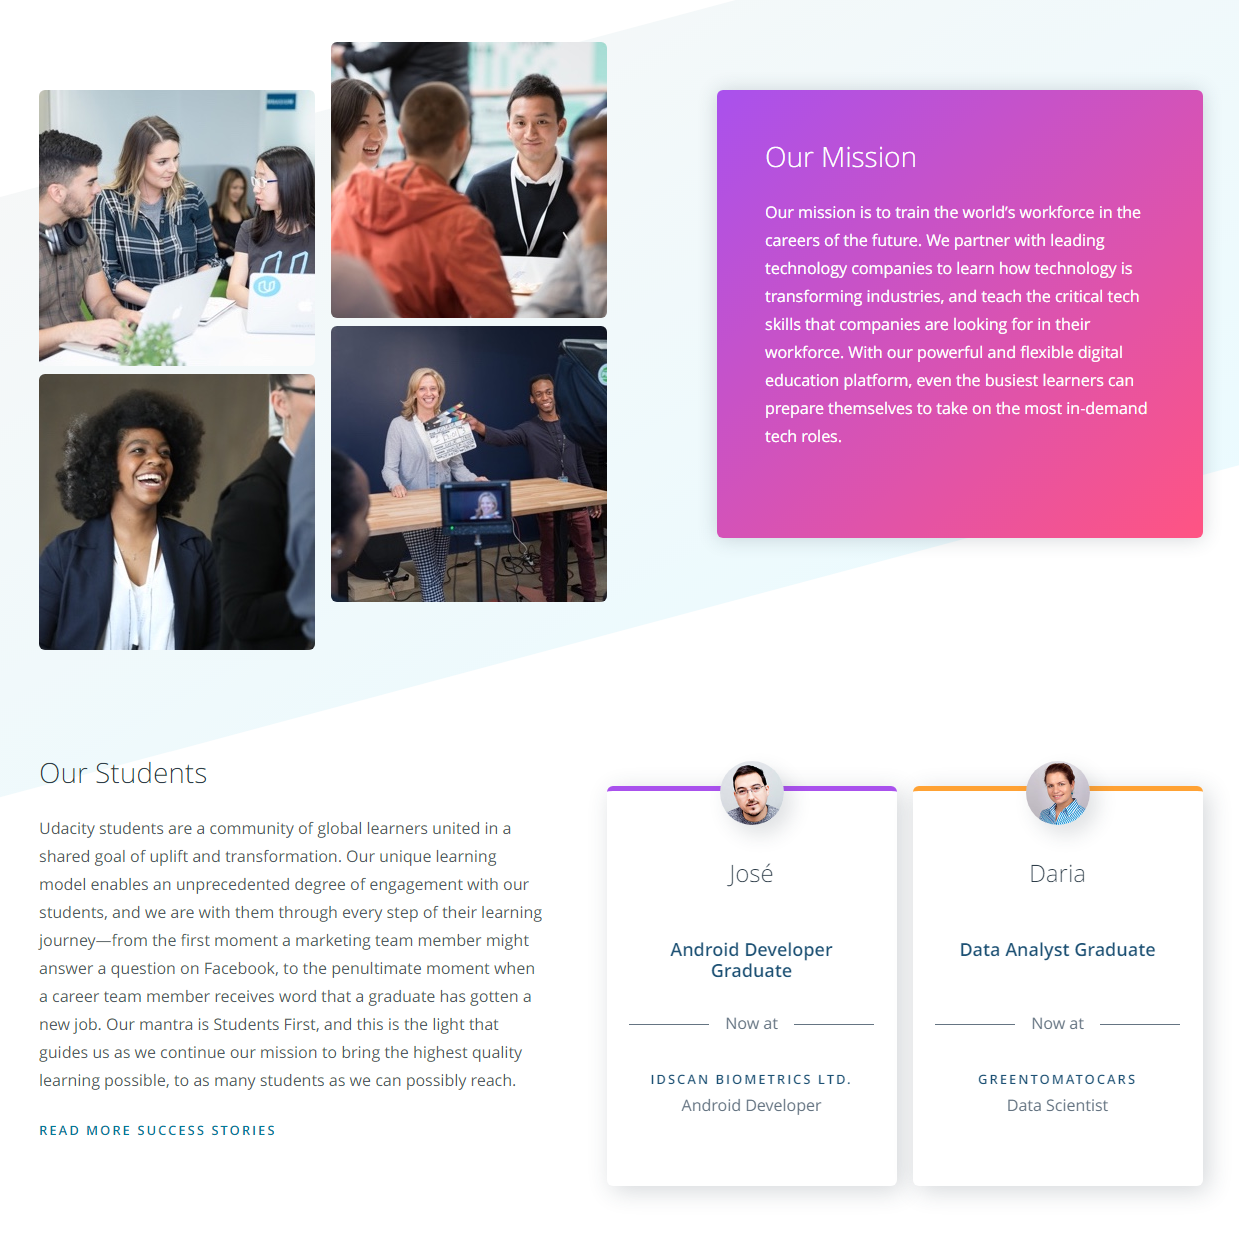 Our Mission
Our mission is to train the world's workforce in the
careers of the future. We partner with leading
technology companies to learn how technology is
transforming industries, and teach the critical tech
skills that companies are looking for in their
workforce. With our powerful and flexible digital
education platform, even the busiest learners can
prepare themselves to take on the most in-demand
tech roles.
Our Students
Udacity students are a community of global learners united in a
shared goal of uplift and transformation. Our unique learning
model enables an unprecedented degree of engagement with our
students, and we are with them through every step of their learning
journey—from the first moment a marketing team member might
answer a question on Facebook, to the penultimate moment when
a career team member receives word that a graduate has gotten a
new job. Our mantra is Students First, and this is the light that
guides us as we continue our mission to bring the highest quality
learning possible, to as many students as we can possibly reach.
READ MORE SUCCESS STORIES
José
Android Developer
Graduate
Now at
IDSCAN BIOMETRICS LTD.
Android Developer
Daria
Data Analyst Graduate
Now at
GREENTOMATOCARS
Data Scientist